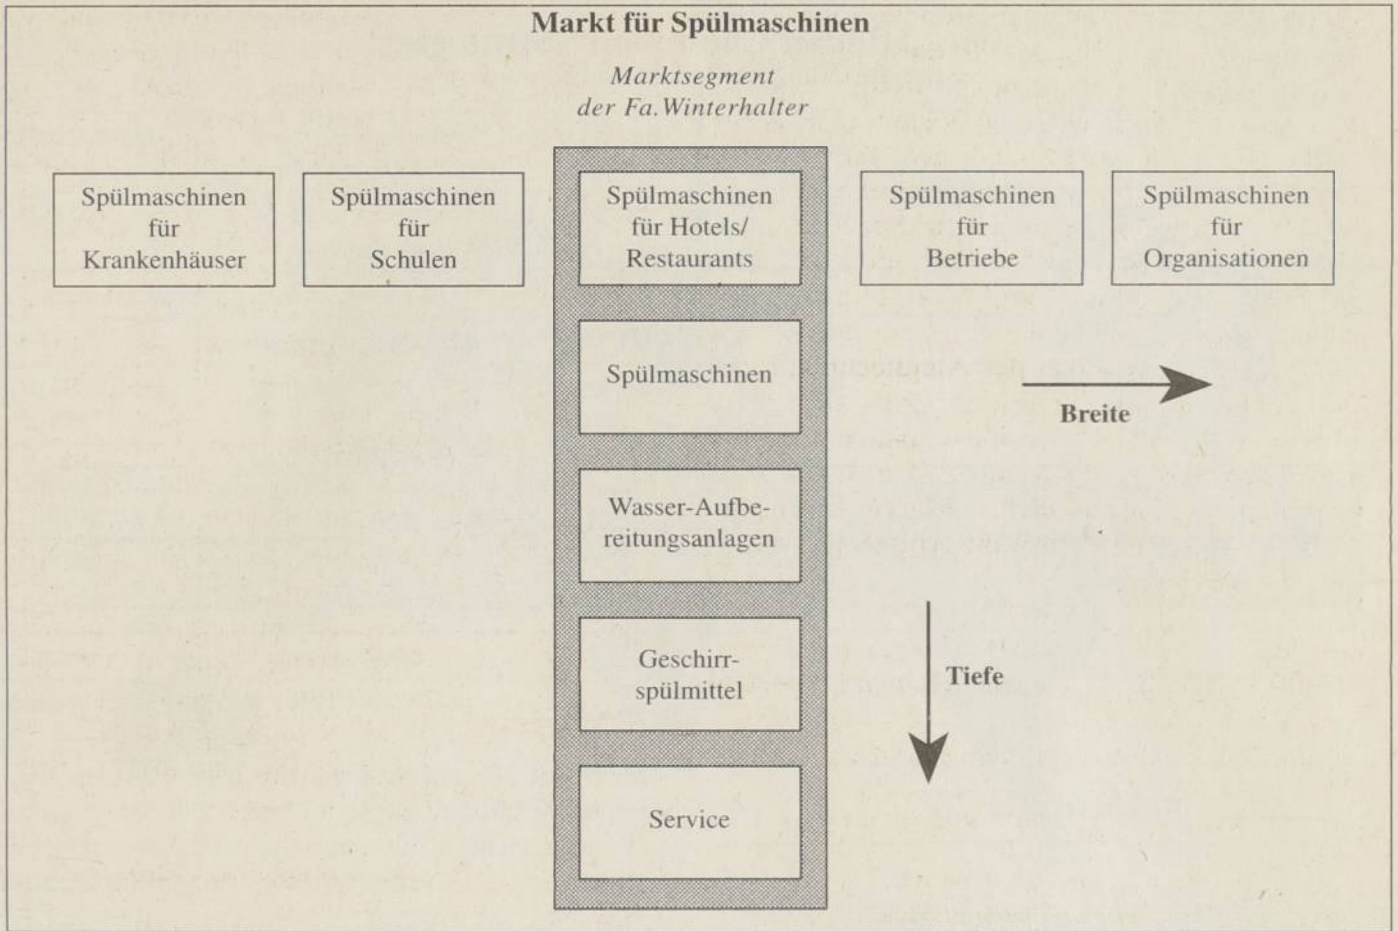 Markt für Spülmaschinen
Marktsegment
der Fa. Winterhalter
Spülmaschinen
für
Krankenhäuser
Spülmaschinen
für
Schulen
Spülmaschinen
für Hotels/
Restaurants
Spülmaschinen
für
Betriebe
Spülmaschinen
für
Organisationen
Spülmaschinen
Breite
Wasser-Aufbe-
reitungsanlagen
Geschirr-
spülmittel
Tiefe
Service